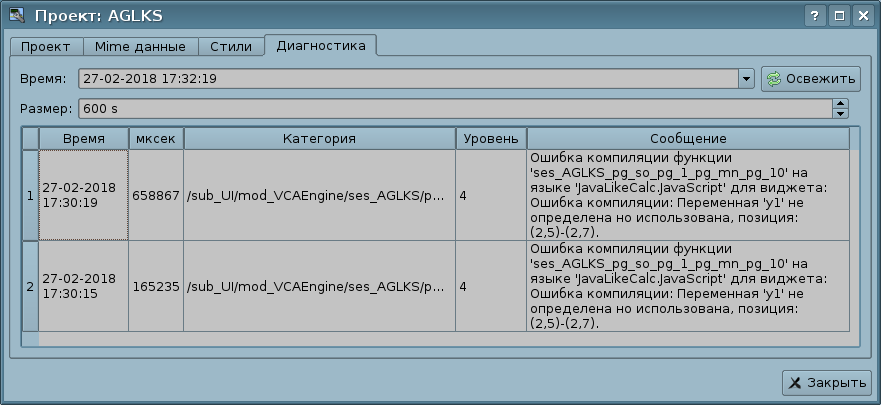 Проект: AGLKS
Проект Mime данные Стили Диагностика
Время: 27-02-2018 17:32:19 Освежить
Размер: 600 s
Время мксек Категория Уровень Сообщение
1 27-02-2018 17:30:19 658867 /sub_UI/mod_VCAEngine/ses_AGLKS/p... 4
Ошибка компиляции функции
'ses_AGLKS_pg_so_pg_1_pg_mn_pg_10' на
языке 'JavaLikeCalc.JavaScript' для виджета:
Ошибка компиляции: Переменная 'y1' не
определена но использована, позиция:
(2,5)-(2,7).
2 27-02-2018 17:30:15 165235 /sub_UI/mod_VCAEngine/ses_AGLKS/p... 4
Ошибка компиляции функции
'ses_AGLKS_pg_so_pg_1_pg_mn_pg_10' на
языке 'JavaLikeCalc.JavaScript' для виджета:
Ошибка компиляции: Переменная 'y1' не
определена но использована, позиция:
(2,5)-(2,7).
Закрыть